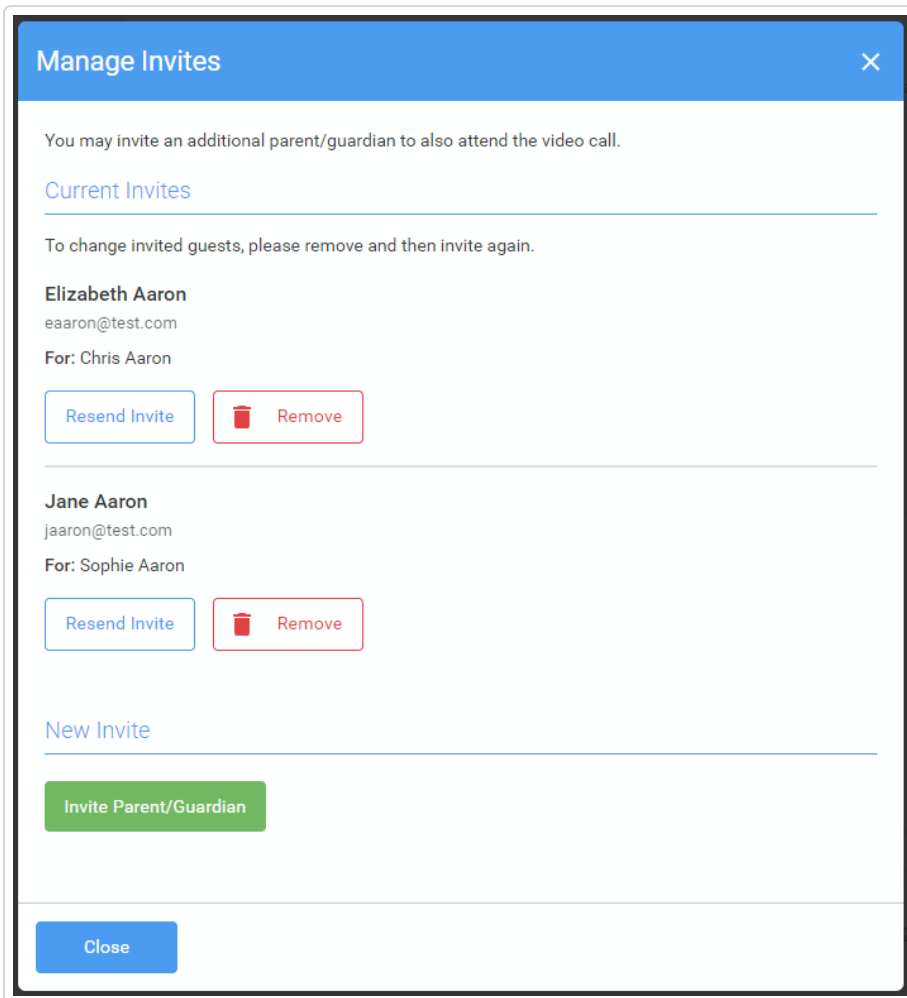 Manage Invites
You may invite an additional parent/guardian to also attend the video call.
Current Invites
To change invited guests, please remove and then invite again.
Elizabeth Aaron
eaaron@test.com
For: Chris Aaron
Resend Invite Remove
Jane Aaron
jaaron@test.com
For: Sophie Aaron
Resend Invite Remove
New Invite
Invite Parent/Guardian
Close